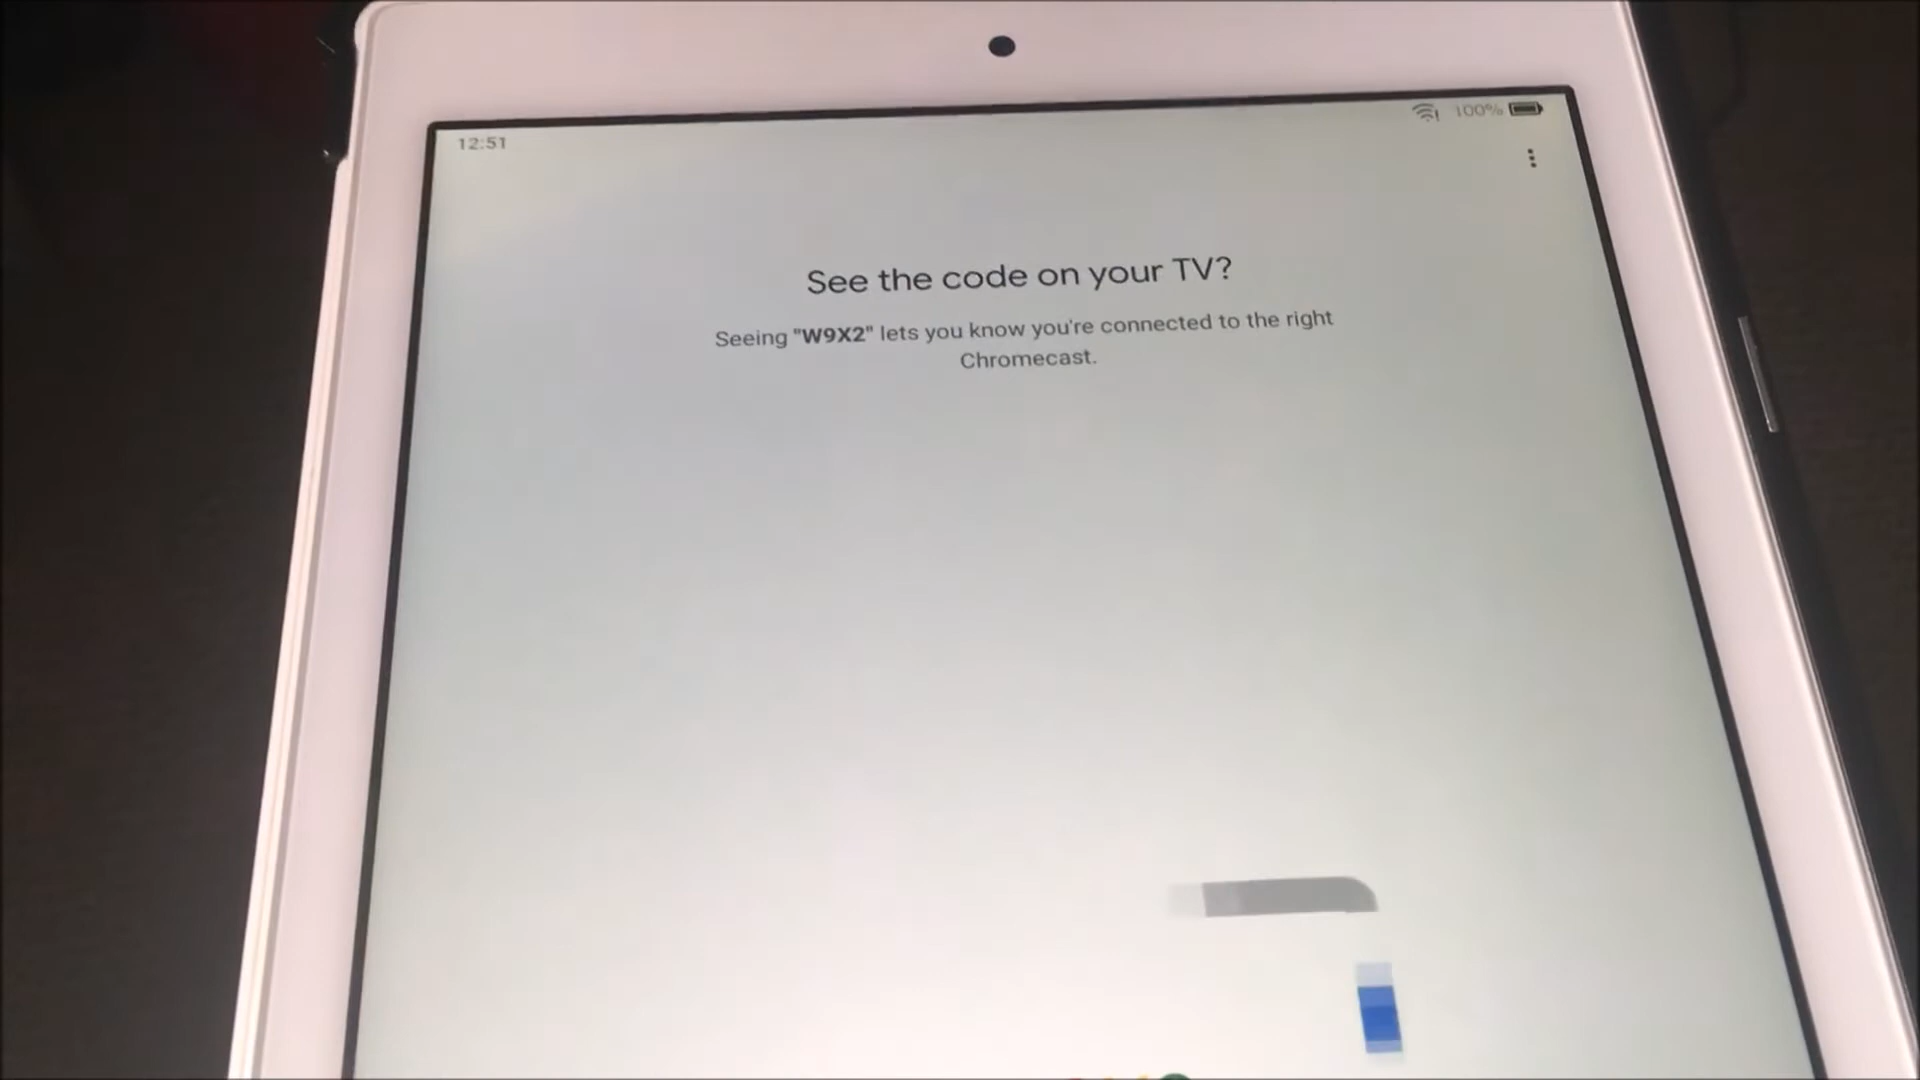 12:51
100%
See the code on your TV?
Seeing "W9X2" lets you know you're connected to the right
Chromecast.